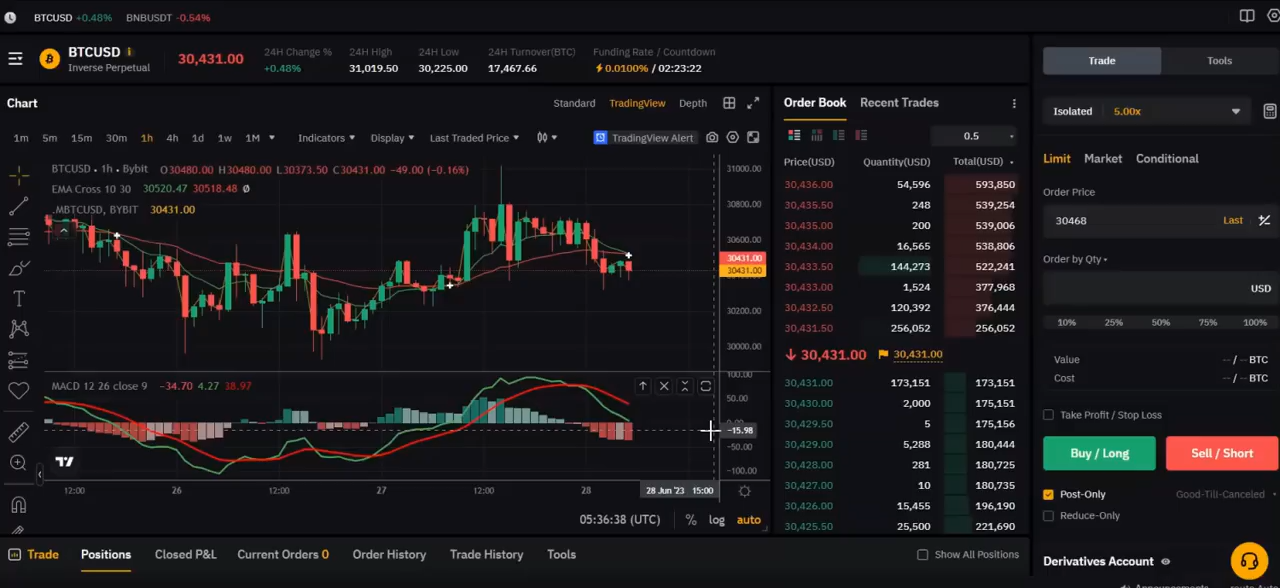 BTCUSD +0.48% BNBUSDT -0.54%
BTCUSD
Inverse Perpetual
30,431.00
24H Change %
+0.48%
24H High
31,019.50
24H Low
30,225.00
24H Turnover(BTC)
17,467.66
Funding Rate / Countdown
0.0100% / 02:23:22
Chart
Standard TradingView Depth
1m 5m 15m 30m 1h 4h 1d 1w 1M Indicators Display Last Traded Price TradingView Alert
BTCUSD • 1h • Bybit O30480.00 H30480.00 L30373.50 C30431.00 -49.00 (-0.16%)
EMA Cross 10 30 30520.47 30518.48 Ø
.MBTCUSD, BYBIT 30431.00
31000.00
30800.00
30600.00
30431.00
30431.00
30200.00
30000.00
MACD 12 26 close 9 -34.70 4.27 38.97
100.00
50.00
-15.98
-50.00
-100.00
12:00 26 12:00 27 12:00 28 28 Jun '23 15:00
05:36:38 (UTC) % log auto
Order Book Recent Trades
0.5
Price(USD) Quantity(USD) Total(USD)
30,436.00 54,596 593,850
30,435.50 248 539,254
30,435.00 200 539,006
30,434.00 16,565 538,806
30,433.50 144,273 522,241
30,433.00 1,524 377,968
30,432.00 120,392 376,444
30,431.50 256,052 256,052
30,431.00 30,431.00
30,431.00 173,151 173,151
30,430.00 2,000 175,151
30,429.50 5 175,156
30,429.00 5,288 180,444
30,428.00 281 180,725
30,427.00 10 180,735
30,426.00 15,455 196,190
30,425.50 25,500 221,690
Trade Tools
Isolated 5.00x
Limit Market Conditional
Order Price
30468 Last
Order by Qty
USD
10% 25% 50% 75% 100%
Value -- / -- BTC
Cost -- / -- BTC
Take Profit / Stop Loss
Buy / Long Sell / Short
Post-Only Good-Till-Canceled
Reduce-Only
Derivatives Account
Announcements
Trade Positions Closed P&L Current Orders 0 Order History Trade History Tools Show All Positions